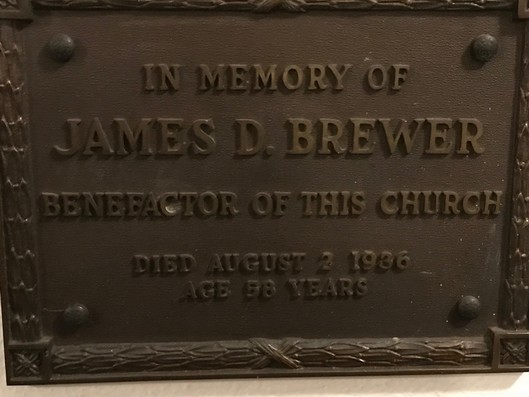 IN MEMORY OF
JAMES D. BREWER
BENEFACTOR OF THIS CHURCH
DIED AUGUST 2 1936
AGE 58 YEARS